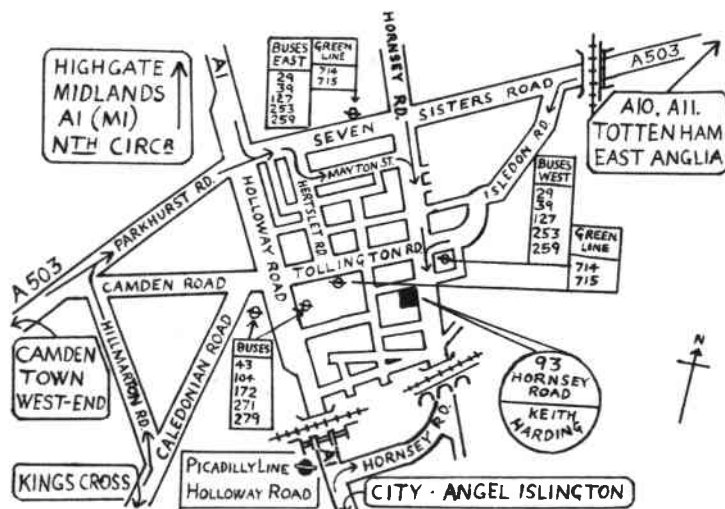 HIGHGATE
MIDLANDS
A1 (M1)
NTH CIRCR
A1
BUSES
EAST
29
39
127
253
259
GREEN
LINE
714
715
HORNSEY RD.
A503
A10. A11.
TOTTENHAM
EAST ANGLIA
SEVEN SISTERS ROAD
MAYTON ST.
HERTSLET RD.
ISLEDON RD.
BUSES
WEST
29
39
127
253
259
GREEN
LINE
714
715
PARKHURST RD.
HOLLOWAY ROAD
TOLLINGTON RD.
A503
CAMDEN ROAD
CAMDEN
TOWN
WEST-END
HILLMARTON RD.
CALEDONIAN ROAD
BUSES
43
104
172
271
279
93
HORNSEY
ROAD
KEITH
HARDING
N
KINGS CROSS
PICADILLY LINE
HOLLOWAY ROAD
A1
HORNSEY RD.
CITY · ANGEL ISLINGTON